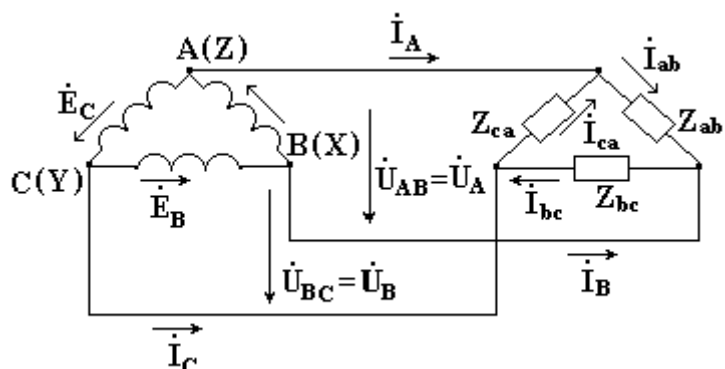 İ_A
A(Z)
İ_ab
Ė_C
Z_ca
Z_ab
İ_ca
B(X)
C(Y)
U̇_AB=U̇_A
Ė_B
İ_bc
Z_bc
U̇_BC=U̇_B
İ_B
İ_C